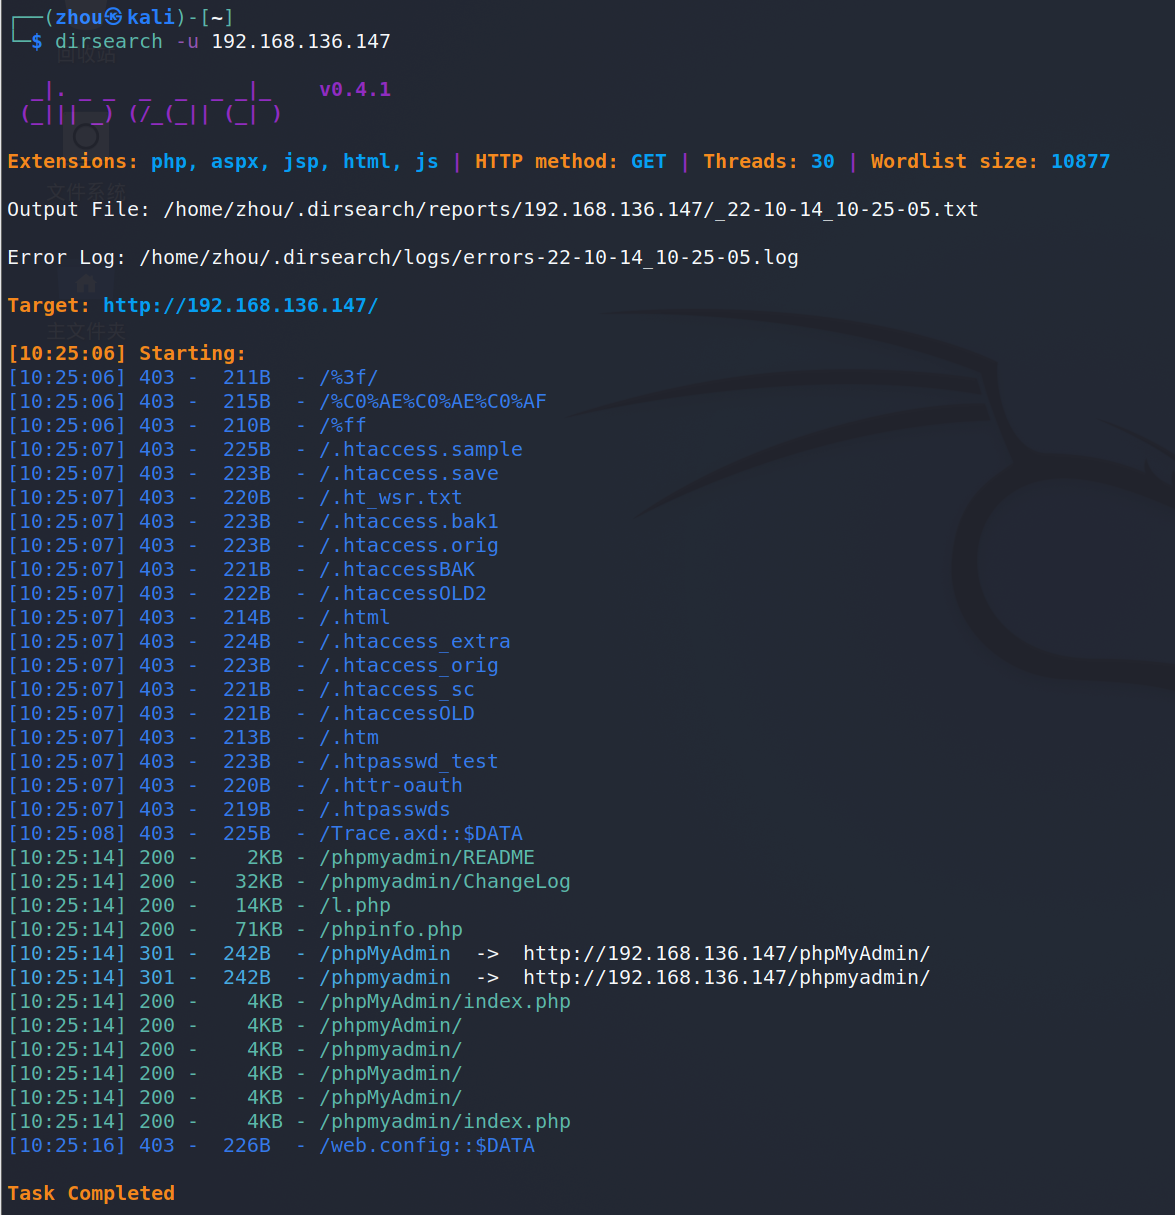 ┌──(zhou㉿kali)-[~]
└─$ dirsearch -u 192.168.136.147
回收站
  _|. _ _  _  _  _ _|_    v0.4.1
 (_||| _) (/_(_|| (_| )
Extensions: php, aspx, jsp, html, js | HTTP method: GET | Threads: 30 | Wordlist size: 10877
文件系统
Output File: /home/zhou/.dirsearch/reports/192.168.136.147/_22-10-14_10-25-05.txt
Error Log: /home/zhou/.dirsearch/logs/errors-22-10-14_10-25-05.log
Target: http://192.168.136.147/
主文件夹
[10:25:06] Starting:
[10:25:06] 403 -  211B  - /%3f/
[10:25:06] 403 -  215B  - /%C0%AE%C0%AE%C0%AF
[10:25:06] 403 -  210B  - /%ff
[10:25:07] 403 -  225B  - /.htaccess.sample
[10:25:07] 403 -  223B  - /.htaccess.save
[10:25:07] 403 -  220B  - /.ht_wsr.txt
[10:25:07] 403 -  223B  - /.htaccess.bak1
[10:25:07] 403 -  223B  - /.htaccess.orig
[10:25:07] 403 -  221B  - /.htaccessBAK
[10:25:07] 403 -  222B  - /.htaccessOLD2
[10:25:07] 403 -  214B  - /.html
[10:25:07] 403 -  224B  - /.htaccess_extra
[10:25:07] 403 -  223B  - /.htaccess_orig
[10:25:07] 403 -  221B  - /.htaccess_sc
[10:25:07] 403 -  221B  - /.htaccessOLD
[10:25:07] 403 -  213B  - /.htm
[10:25:07] 403 -  223B  - /.htpasswd_test
[10:25:07] 403 -  220B  - /.httr-oauth
[10:25:07] 403 -  219B  - /.htpasswds
[10:25:08] 403 -  225B  - /Trace.axd::$DATA
[10:25:14] 200 -    2KB - /phpmyadmin/README
[10:25:14] 200 -   32KB - /phpmyadmin/ChangeLog
[10:25:14] 200 -   14KB - /l.php
[10:25:14] 200 -   71KB - /phpinfo.php
[10:25:14] 301 -  242B  - /phpMyAdmin  ->  http://192.168.136.147/phpMyAdmin/
[10:25:14] 301 -  242B  - /phpmyadmin  ->  http://192.168.136.147/phpmyadmin/
[10:25:14] 200 -    4KB - /phpMyAdmin/index.php
[10:25:14] 200 -    4KB - /phpmyAdmin/
[10:25:14] 200 -    4KB - /phpmyadmin/
[10:25:14] 200 -    4KB - /phpMyadmin/
[10:25:14] 200 -    4KB - /phpMyAdmin/
[10:25:14] 200 -    4KB - /phpmyadmin/index.php
[10:25:16] 403 -  226B  - /web.config::$DATA
Task Completed